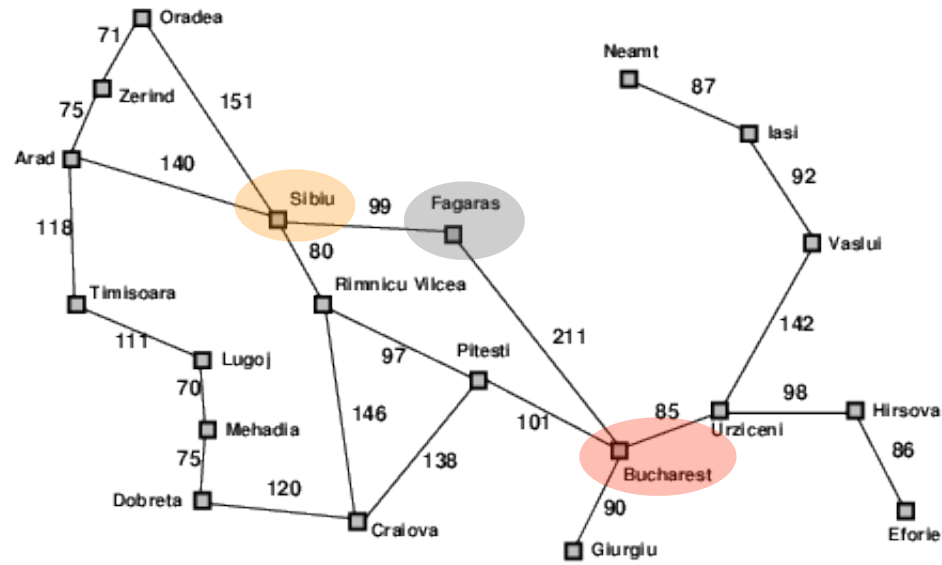 Oradea
71
Neamt
87
Zerind
151
75
Iasi
Arad
140
92
Sibiu
99
Fagaras
118
80
Vaslui
Rimnicu Vilcea
Timisoara
142
211
111
Lugoj
97
Pitesti
70
98
146
101
85
Hirsova
Urziceni
Mehadia
75
138
86
Bucharest
120
Dobreta
90
Craiova
Eforie
Giurgiu